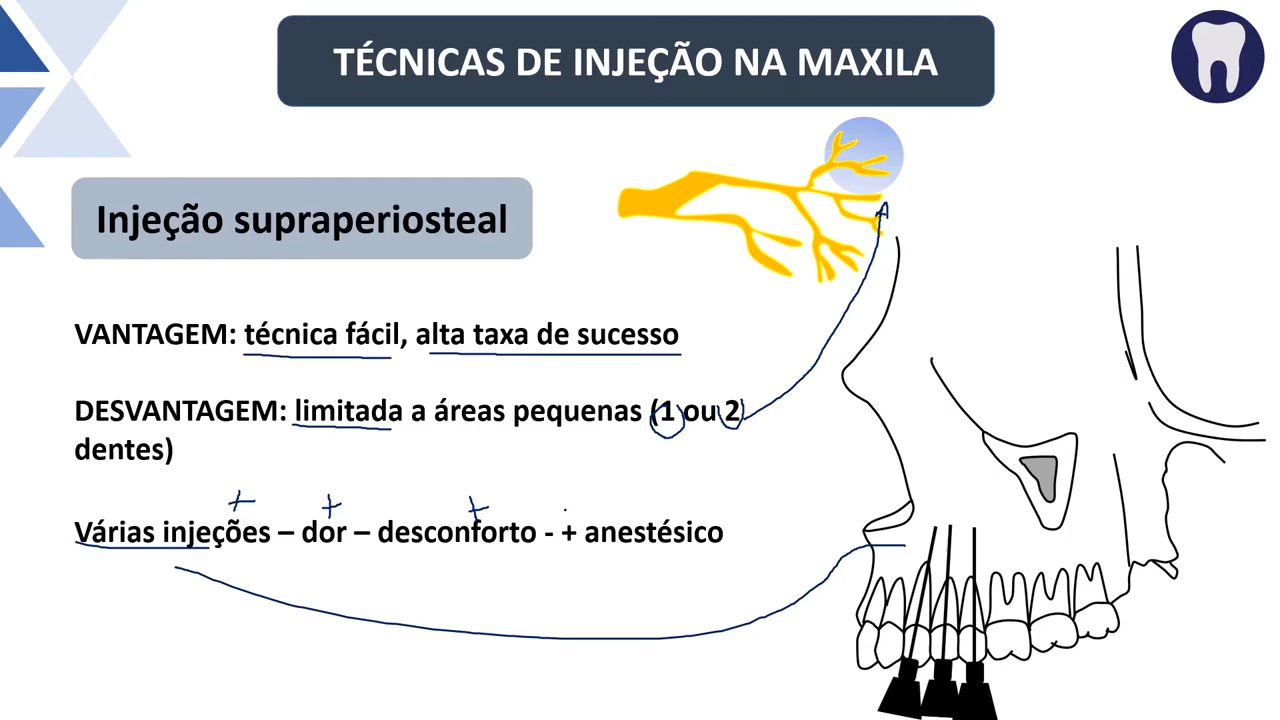 TÉCNICAS DE INJEÇÃO NA MAXILA
Injeção supraperiosteal
VANTAGEM: técnica fácil, alta taxa de sucesso
DESVANTAGEM: limitada a áreas pequenas (1 ou 2
dentes)
+ + +
Várias injeções – dor – desconforto - + anestésico